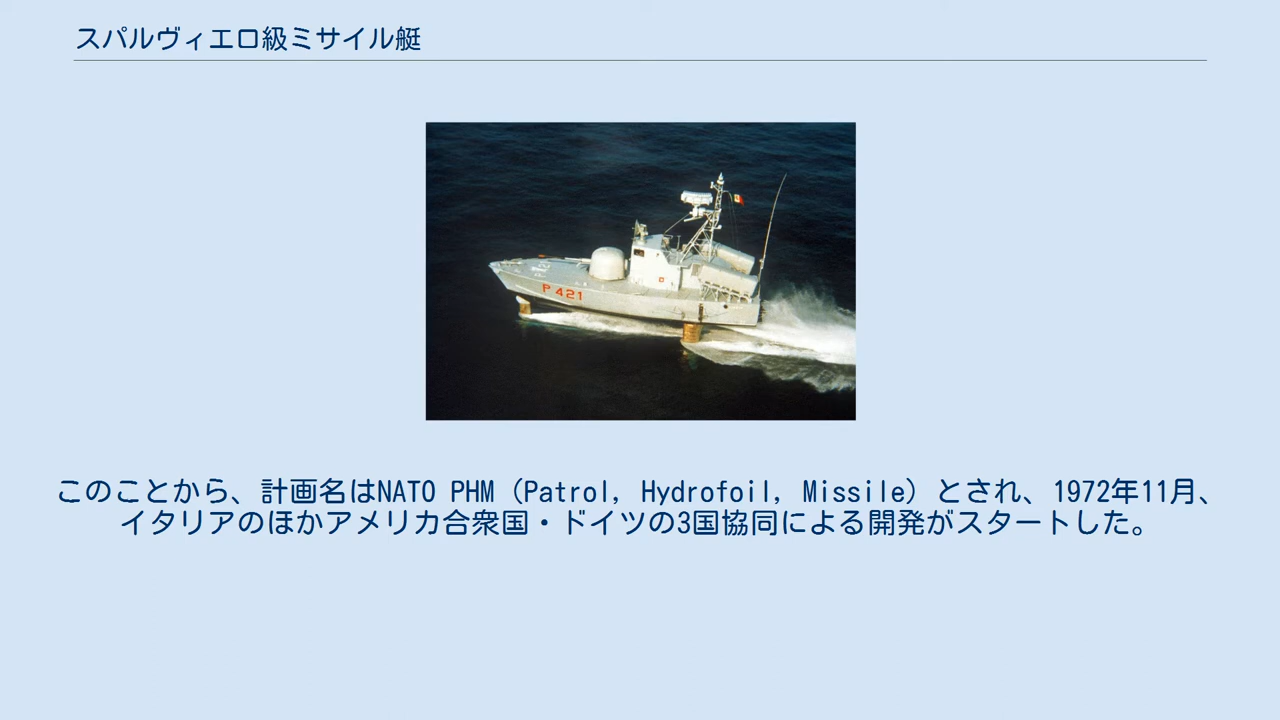 スパルヴィエロ級ミサイル艇
P 421
このことから、計画名はNATO PHM（Patrol, Hydrofoil, Missile）とされ、1972年11月、
イタリアのほかアメリカ合衆国・ドイツの3国協同による開発がスタートした。